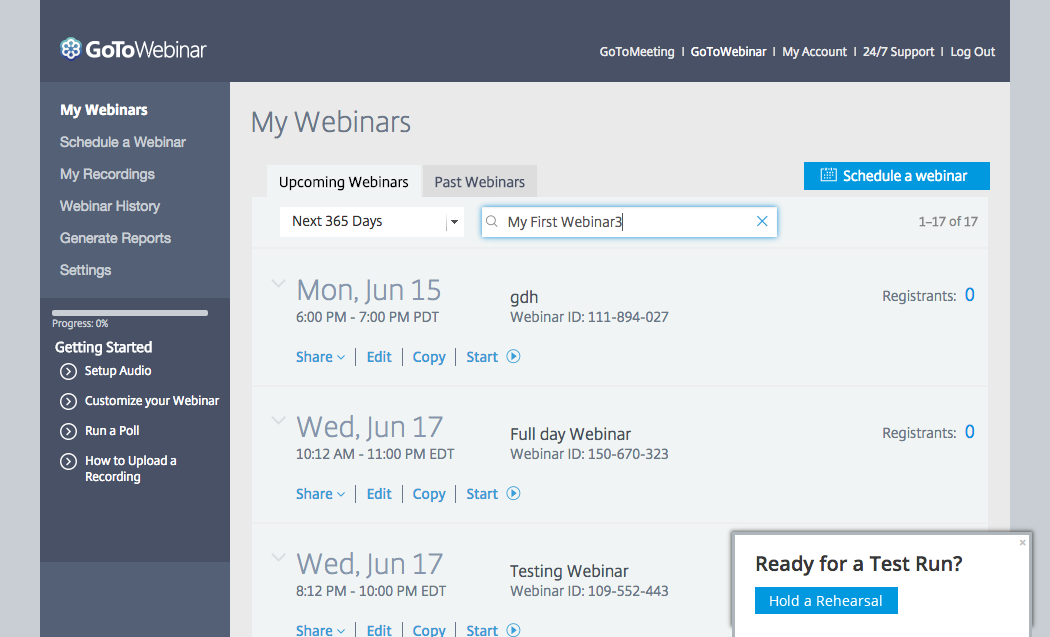 GoToWebinar
GoToMeeting | GoToWebinar | My Account | 24/7 Support | Log Out
My Webinars
Schedule a Webinar
My Recordings
Webinar History
Generate Reports
Settings
Progress: 0%
Getting Started
Setup Audio
Customize your Webinar
Run a Poll
How to Upload a
Recording
My Webinars
Upcoming Webinars
Past Webinars
Schedule a webinar
Next 365 Days
My First Webinar3
1–17 of 17
Mon, Jun 15
6:00 PM - 7:00 PM PDT
gdh
Webinar ID: 111-894-027
Registrants: 0
Share | Edit | Copy | Start
Wed, Jun 17
10:12 AM - 11:00 PM EDT
Full day Webinar
Webinar ID: 150-670-323
Registrants: 0
Share | Edit | Copy | Start
Wed, Jun 17
8:12 PM - 10:00 PM EDT
Testing Webinar
Webinar ID: 109-552-443
Share | Edit | Copy | Start
Ready for a Test Run?
Hold a Rehearsal